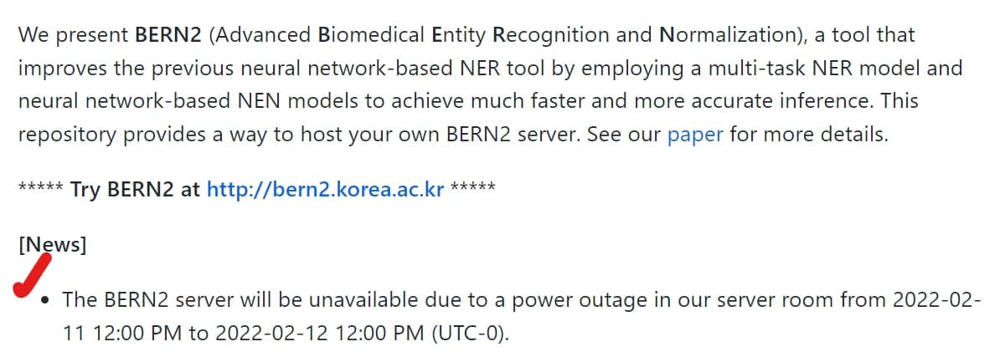 We present BERN2 (Advanced Biomedical Entity Recognition and Normalization), a tool that
improves the previous neural network-based NER tool by employing a multi-task NER model and
neural network-based NEN models to achieve much faster and more accurate inference. This
repository provides a way to host your own BERN2 server. See our paper for more details.
***** Try BERN2 at http://bern2.korea.ac.kr *****
[News]
• The BERN2 server will be unavailable due to a power outage in our server room from 2022-02-
11 12:00 PM to 2022-02-12 12:00 PM (UTC-0).